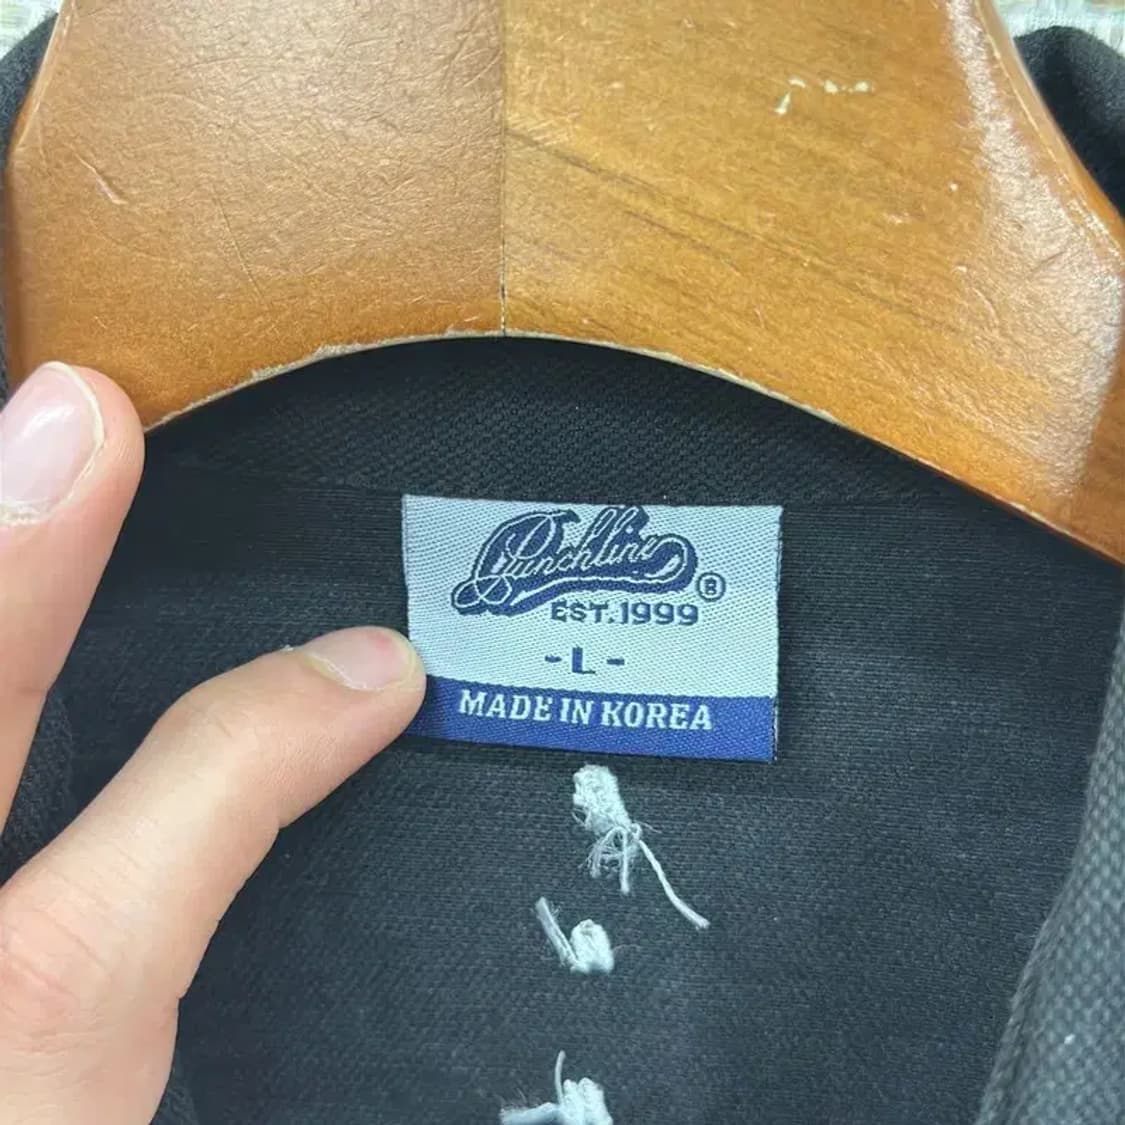 Punchline ®
EST.1999
- L -
MADE IN KOREA